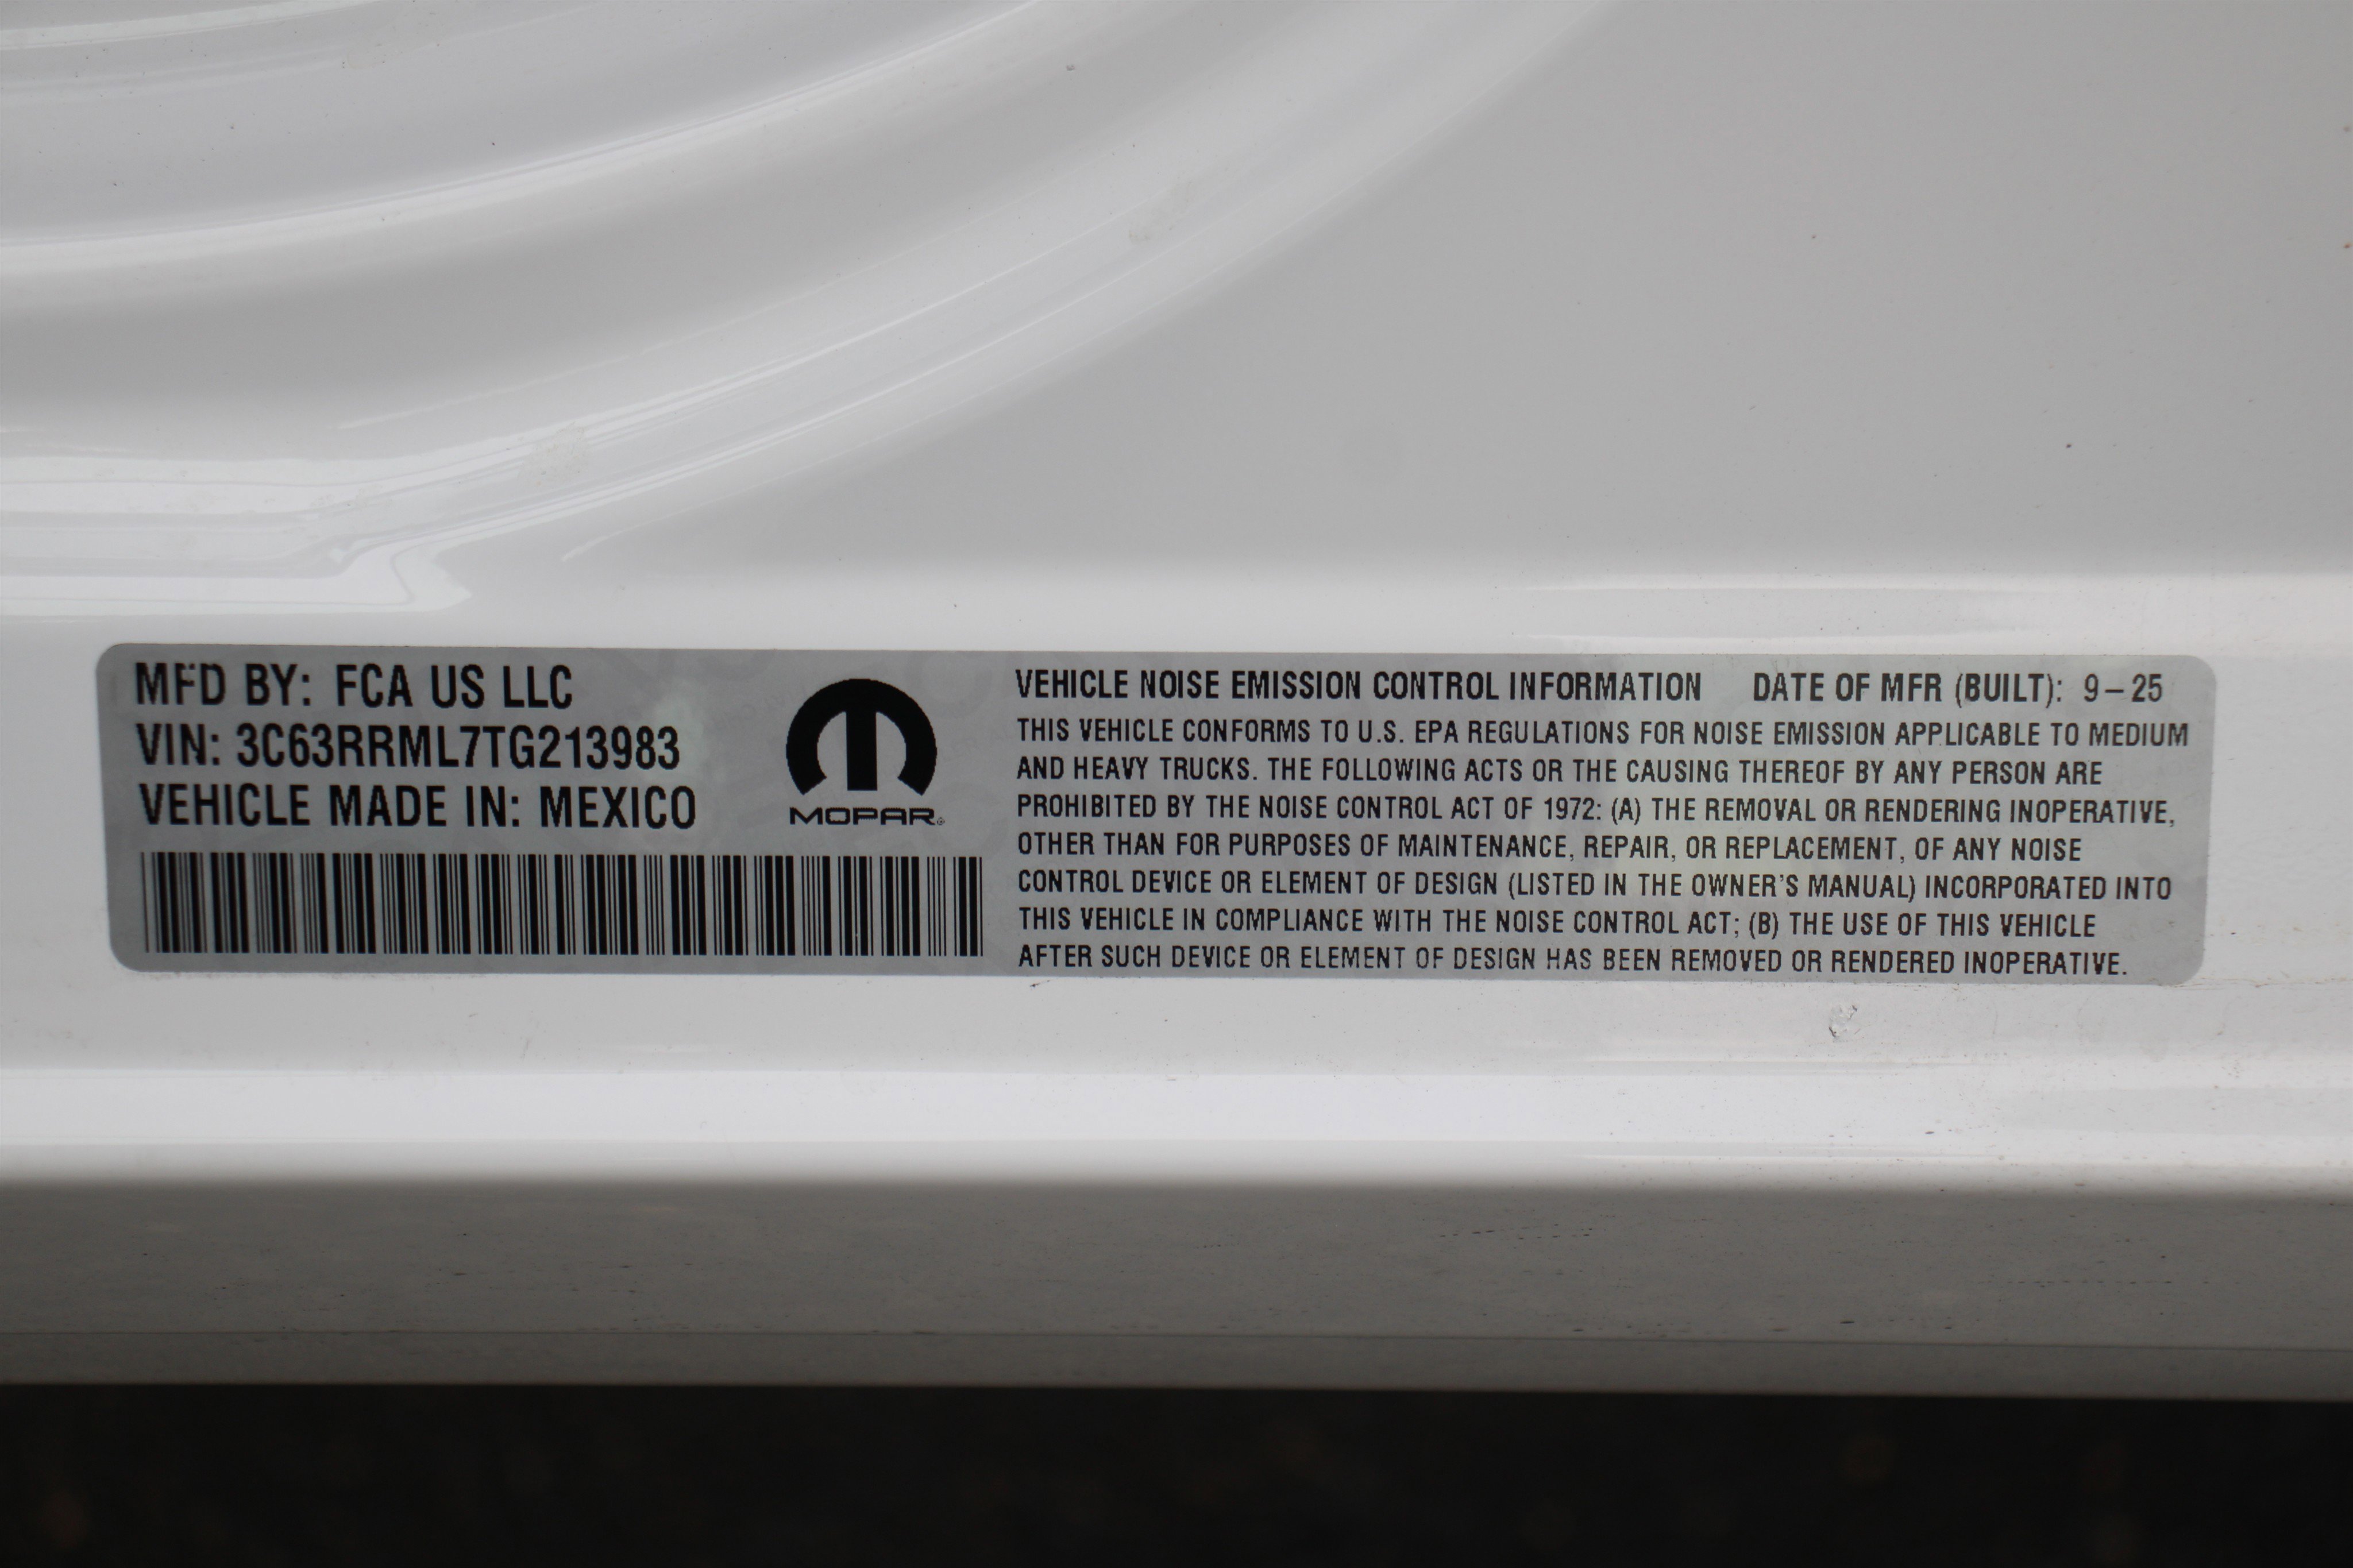 MFD BY: FCA US LLC
VIN: 3C63RRML7TG213983
VEHICLE MADE IN: MEXICO
MOPAR®
VEHICLE NOISE EMISSION CONTROL INFORMATION DATE OF MFR (BUILT): 9-25
THIS VEHICLE CONFORMS TO U.S. EPA REGULATIONS FOR NOISE EMISSION APPLICABLE TO MEDIUM
AND HEAVY TRUCKS. THE FOLLOWING ACTS OR THE CAUSING THEREOF BY ANY PERSON ARE
PROHIBITED BY THE NOISE CONTROL ACT OF 1972: (A) THE REMOVAL OR RENDERING INOPERATIVE,
OTHER THAN FOR PURPOSES OF MAINTENANCE, REPAIR, OR REPLACEMENT, OF ANY NOISE
CONTROL DEVICE OR ELEMENT OF DESIGN (LISTED IN THE OWNER'S MANUAL) INCORPORATED INTO
THIS VEHICLE IN COMPLIANCE WITH THE NOISE CONTROL ACT; (B) THE USE OF THIS VEHICLE
AFTER SUCH DEVICE OR ELEMENT OF DESIGN HAS BEEN REMOVED OR RENDERED INOPERATIVE.